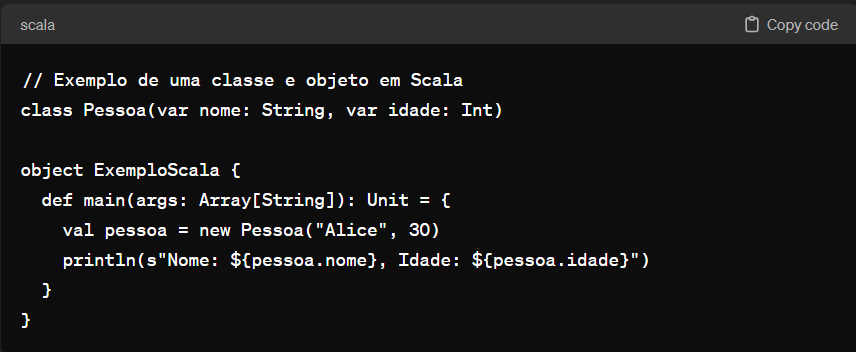 scala
Copy code
// Exemplo de uma classe e objeto em Scala
class Pessoa(var nome: String, var idade: Int)
object ExemploScala {
  def main(args: Array[String]): Unit = {
    val pessoa = new Pessoa("Alice", 30)
    println(s"Nome: ${pessoa.nome}, Idade: ${pessoa.idade}")
  }
}